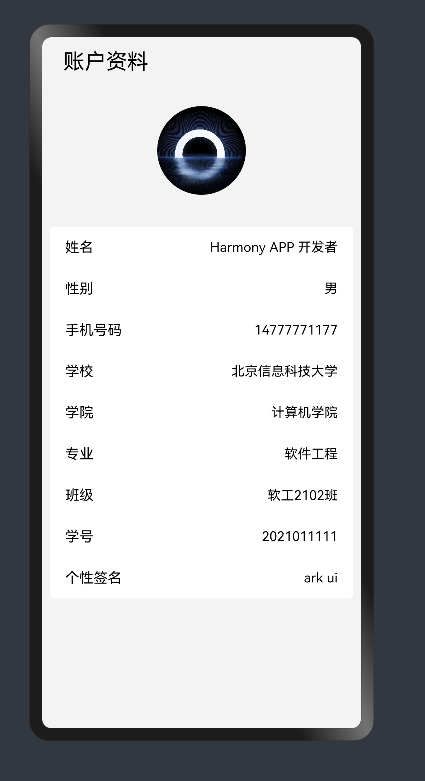 账户资料
姓名 Harmony APP 开发者
性别 男
手机号码 14777771177
学校 北京信息科技大学
学院 计算机学院
专业 软件工程
班级 软工2102班
学号 2021011111
个性签名 ark ui